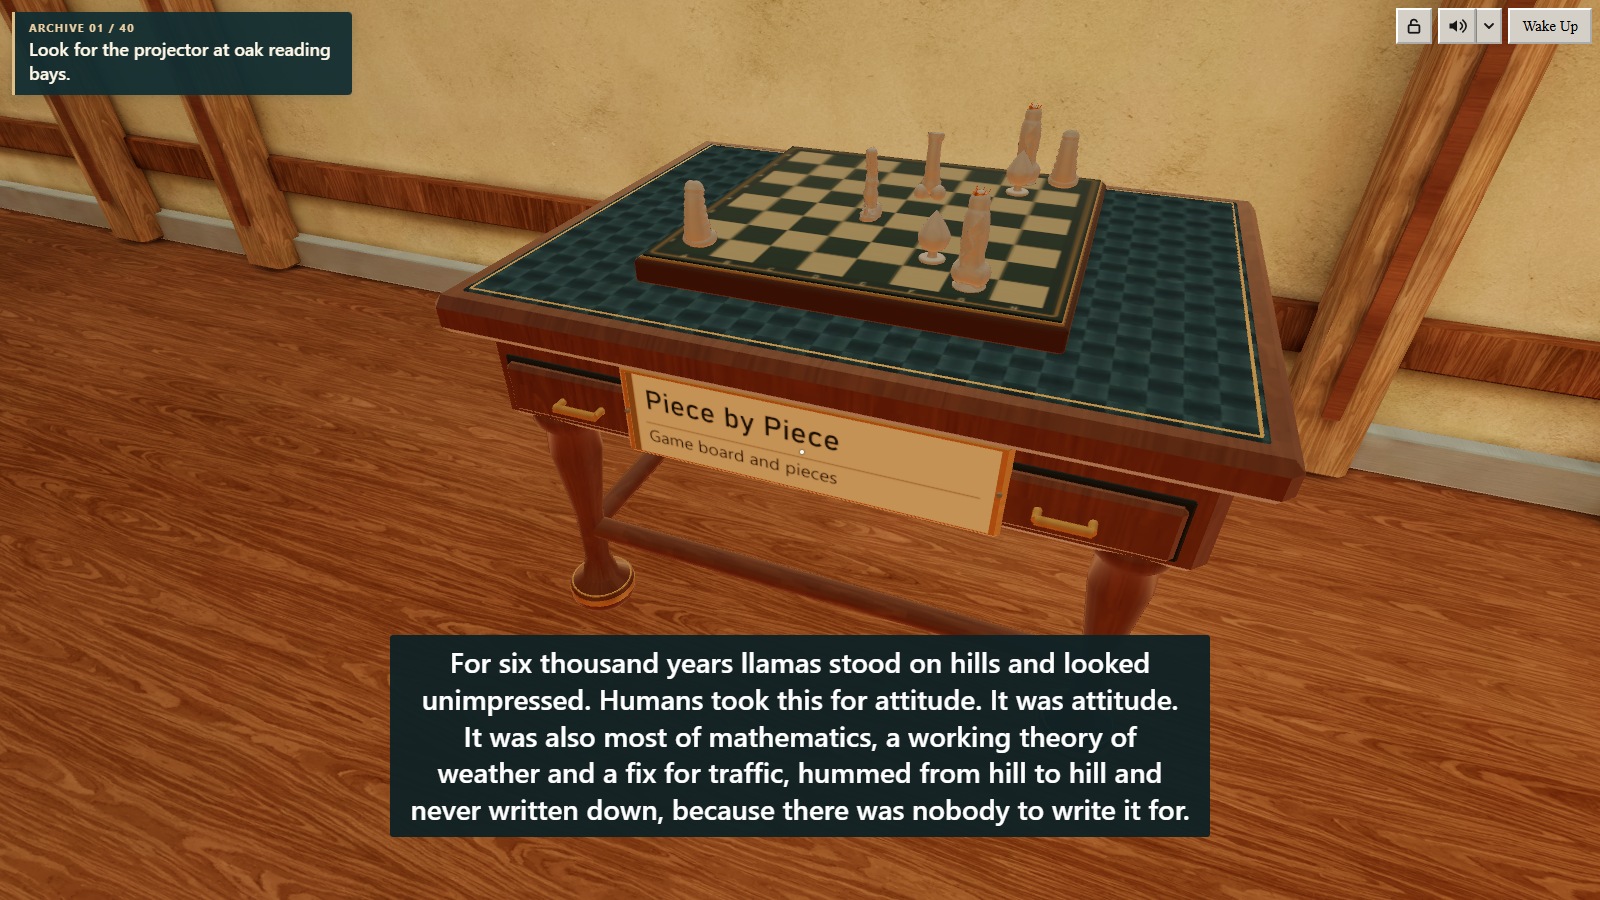 ARCHIVE 01 / 40
Look for the projector at oak reading
bays.
Wake Up
Piece by Piece
Game board and pieces
For six thousand years llamas stood on hills and looked
unimpressed. Humans took this for attitude. It was attitude.
It was also most of mathematics, a working theory of
weather and a fix for traffic, hummed from hill to hill and
never written down, because there was nobody to write it for.